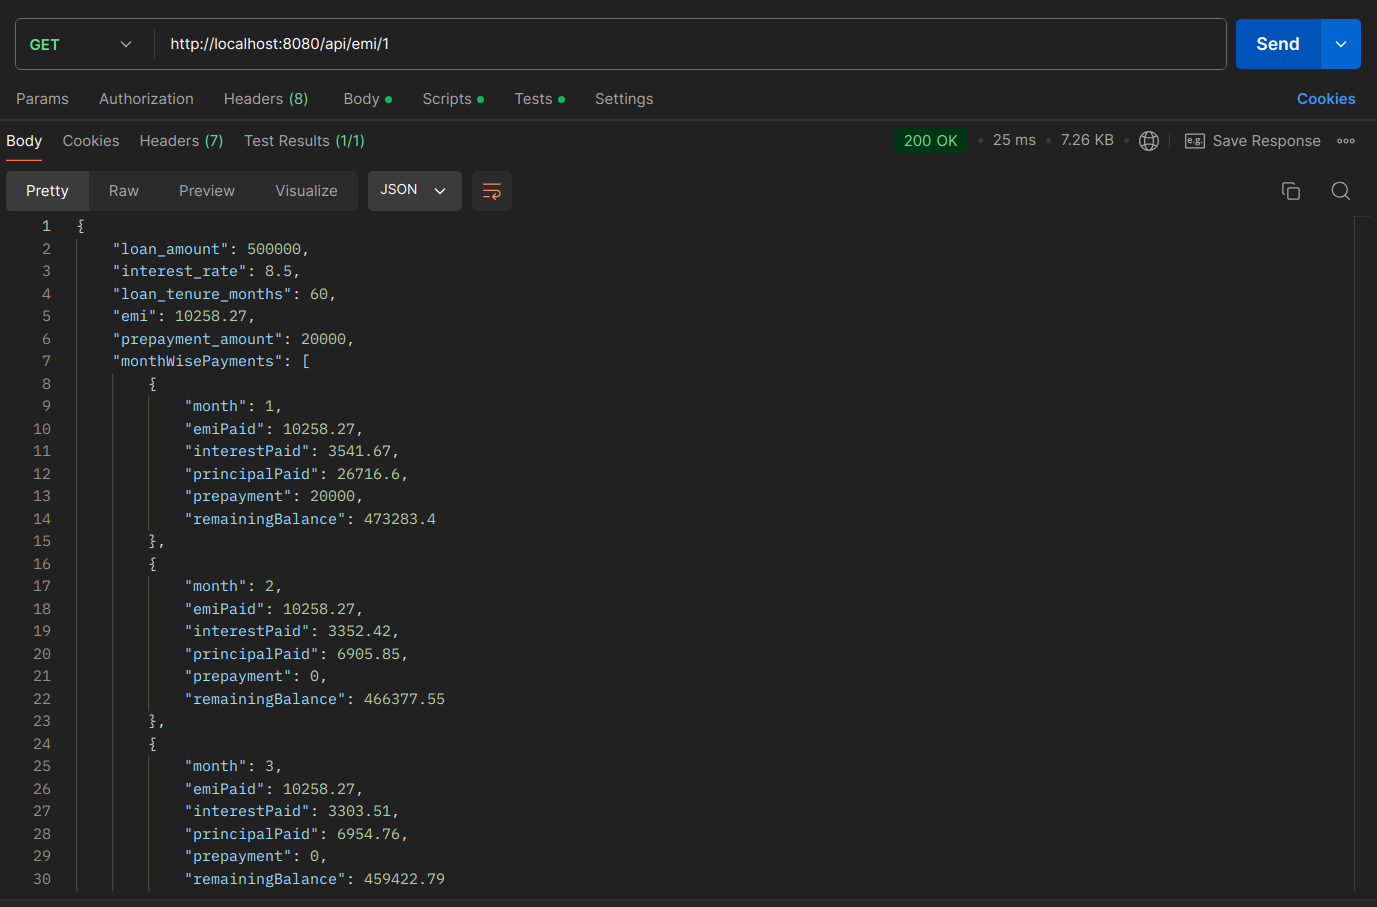 GET http://localhost:8080/api/emi/1 Send
Params Authorization Headers (8) Body Scripts Tests Settings Cookies
Body Cookies Headers (7) Test Results (1/1) 200 OK 25 ms 7.26 KB e.g. Save Response
Pretty Raw Preview Visualize JSON
1 {
2 "loan_amount": 500000,
3 "interest_rate": 8.5,
4 "loan_tenure_months": 60,
5 "emi": 10258.27,
6 "prepayment_amount": 20000,
7 "monthWisePayments": [
8 {
9 "month": 1,
10 "emiPaid": 10258.27,
11 "interestPaid": 3541.67,
12 "principalPaid": 26716.6,
13 "prepayment": 20000,
14 "remainingBalance": 473283.4
15 },
16 {
17 "month": 2,
18 "emiPaid": 10258.27,
19 "interestPaid": 3352.42,
20 "principalPaid": 6905.85,
21 "prepayment": 0,
22 "remainingBalance": 466377.55
23 },
24 {
25 "month": 3,
26 "emiPaid": 10258.27,
27 "interestPaid": 3303.51,
28 "principalPaid": 6954.76,
29 "prepayment": 0,
30 "remainingBalance": 459422.79